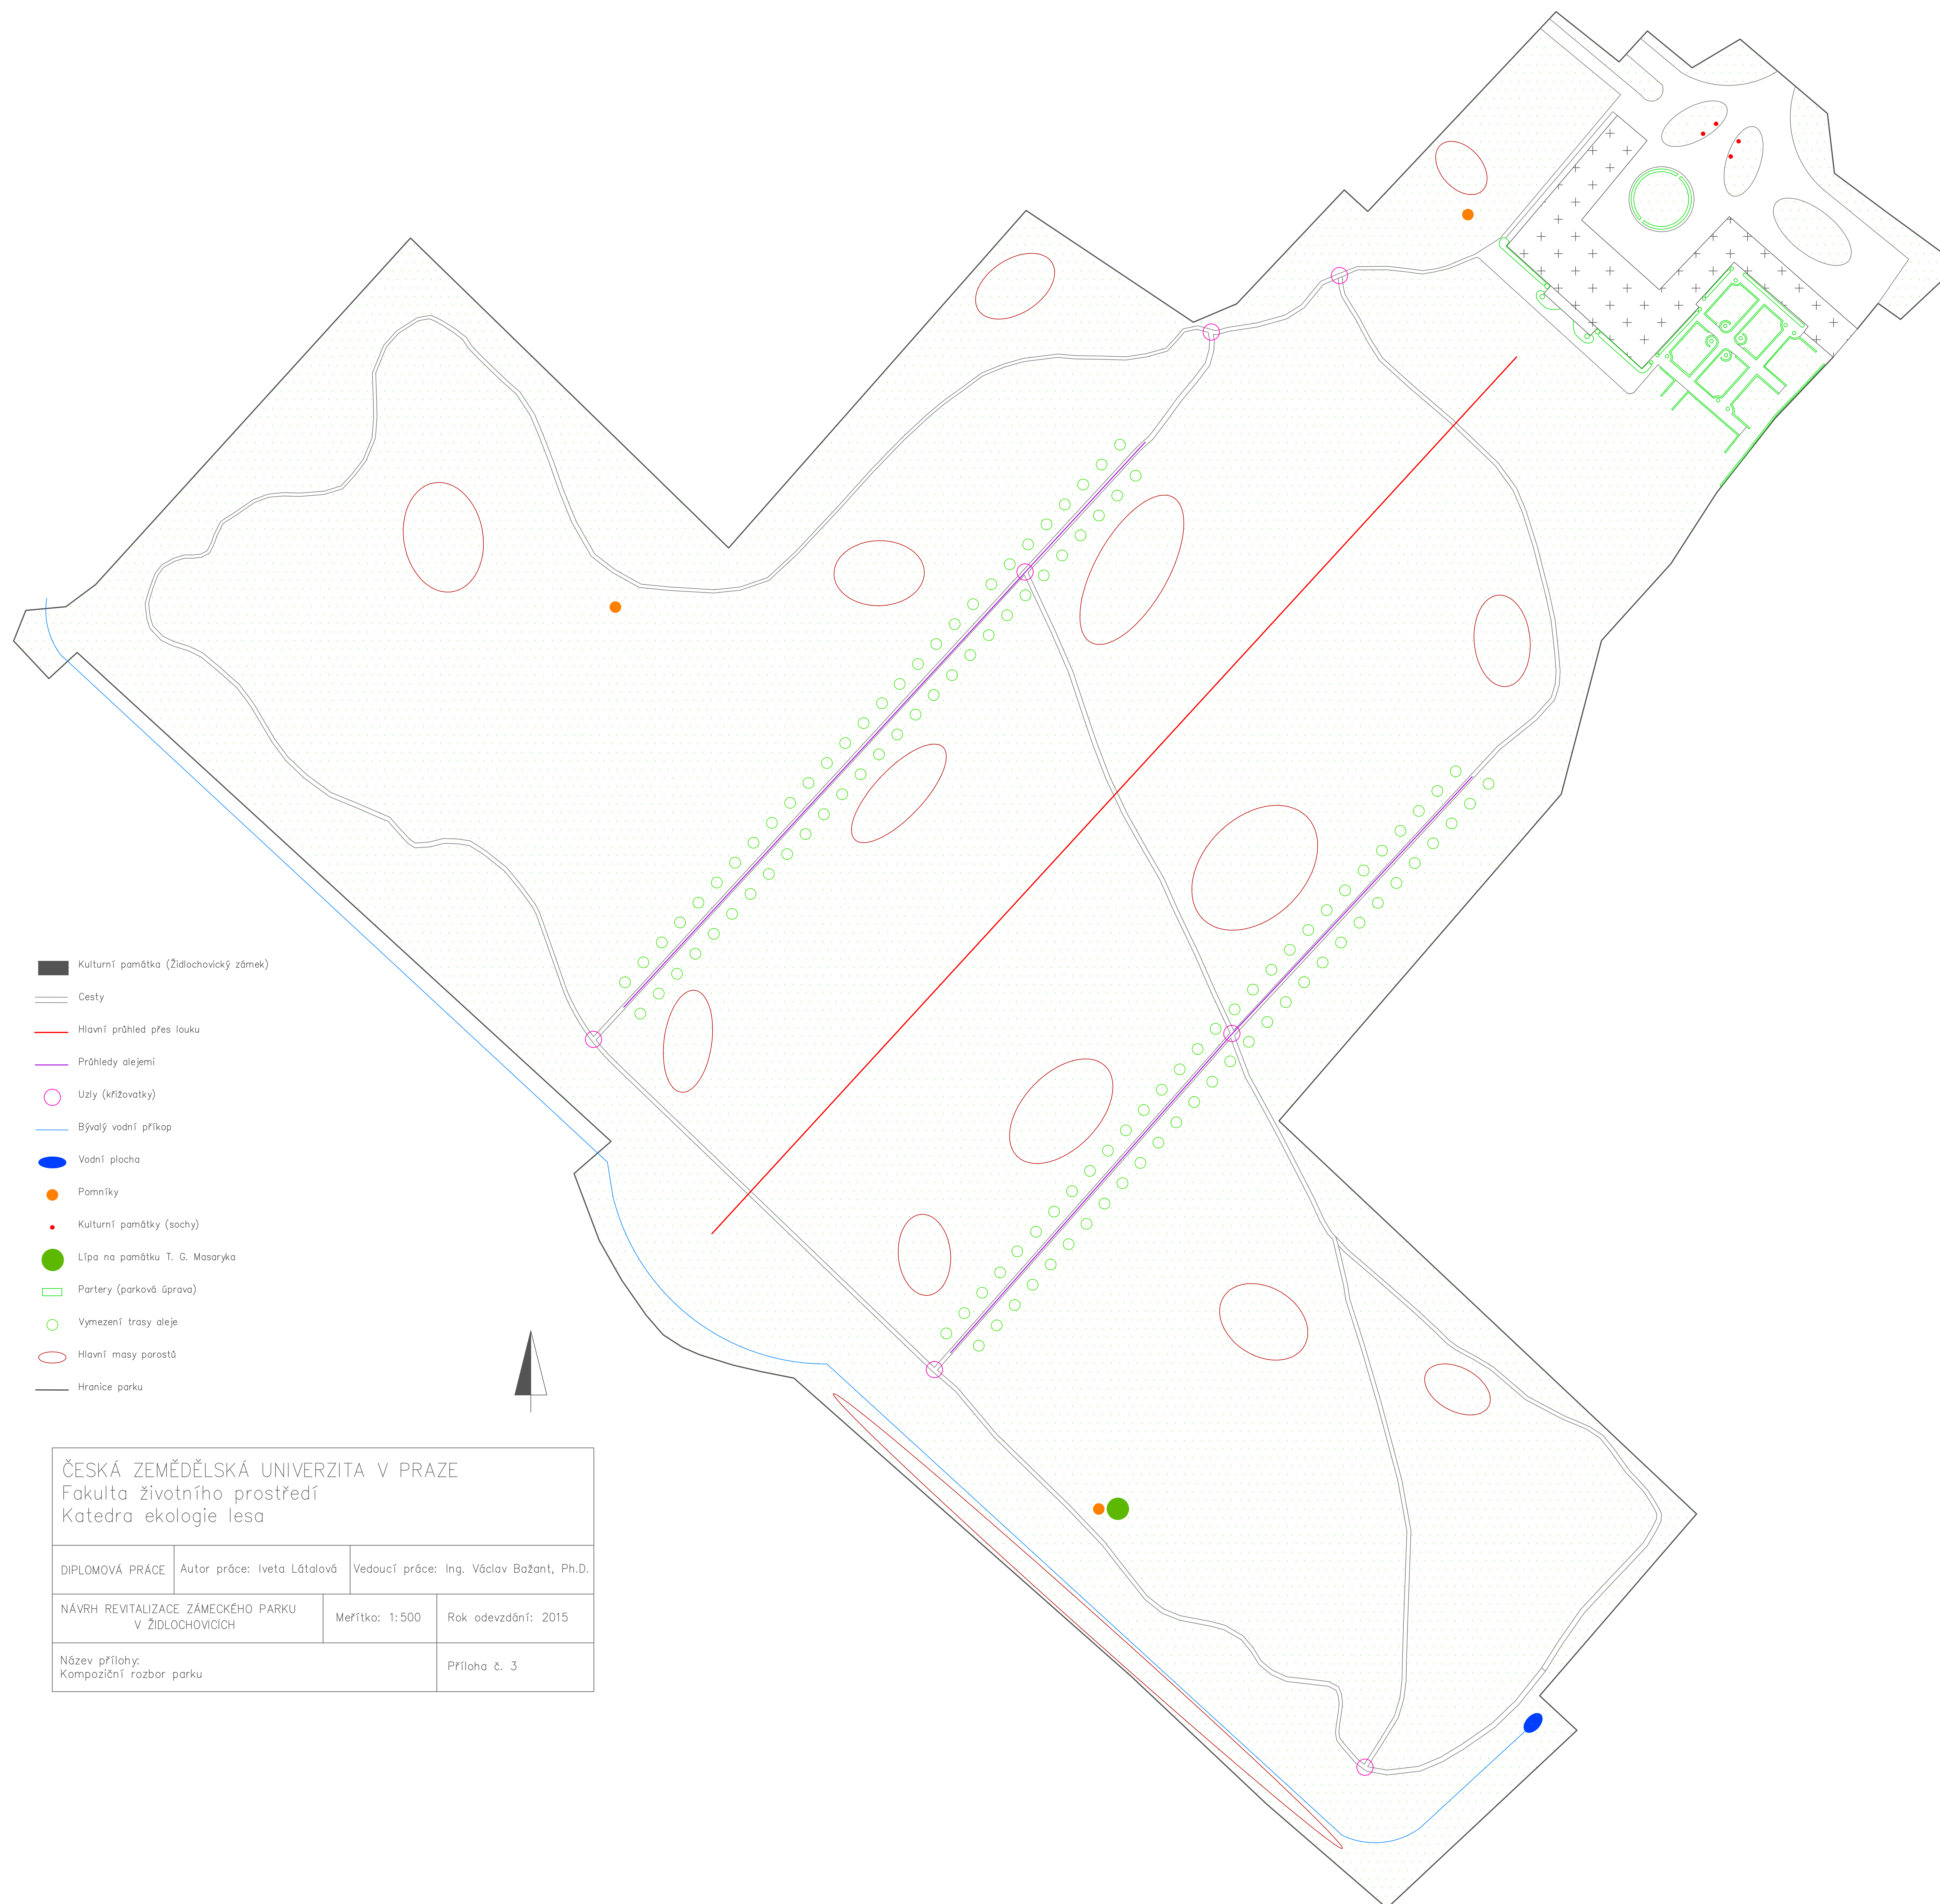 Kulturní památka (Židlochovický zámek)
Cesty
Hlavní průhled přes louku
Průhledy alejemi
Uzly (křižovatky)
Bývalý vodní příkop
Vodní plocha
Pomníky
Kulturní památky (sochy)
Lípa na památku T. G. Masaryka
Partery (parková úprava)
Vymezení trasy aleje
Hlavní masy porostů
Hranice parku
ČESKÁ ZEMĚDĚLSKÁ UNIVERZITA V PRAZE
Fakulta životního prostředí
Katedra ekologie lesa
DIPLOMOVÁ PRÁCE
Autor práce: Iveta Látalová
Vedoucí práce: Ing. Václav Bažant, Ph.D.
NÁVRH REVITALIZACE ZÁMECKÉHO PARKU
V ŽIDLOCHOVICÍCH
Meřítko: 1:500
Rok odevzdání: 2015
Název přílohy:
Kompoziční rozbor parku
Příloha č. 3